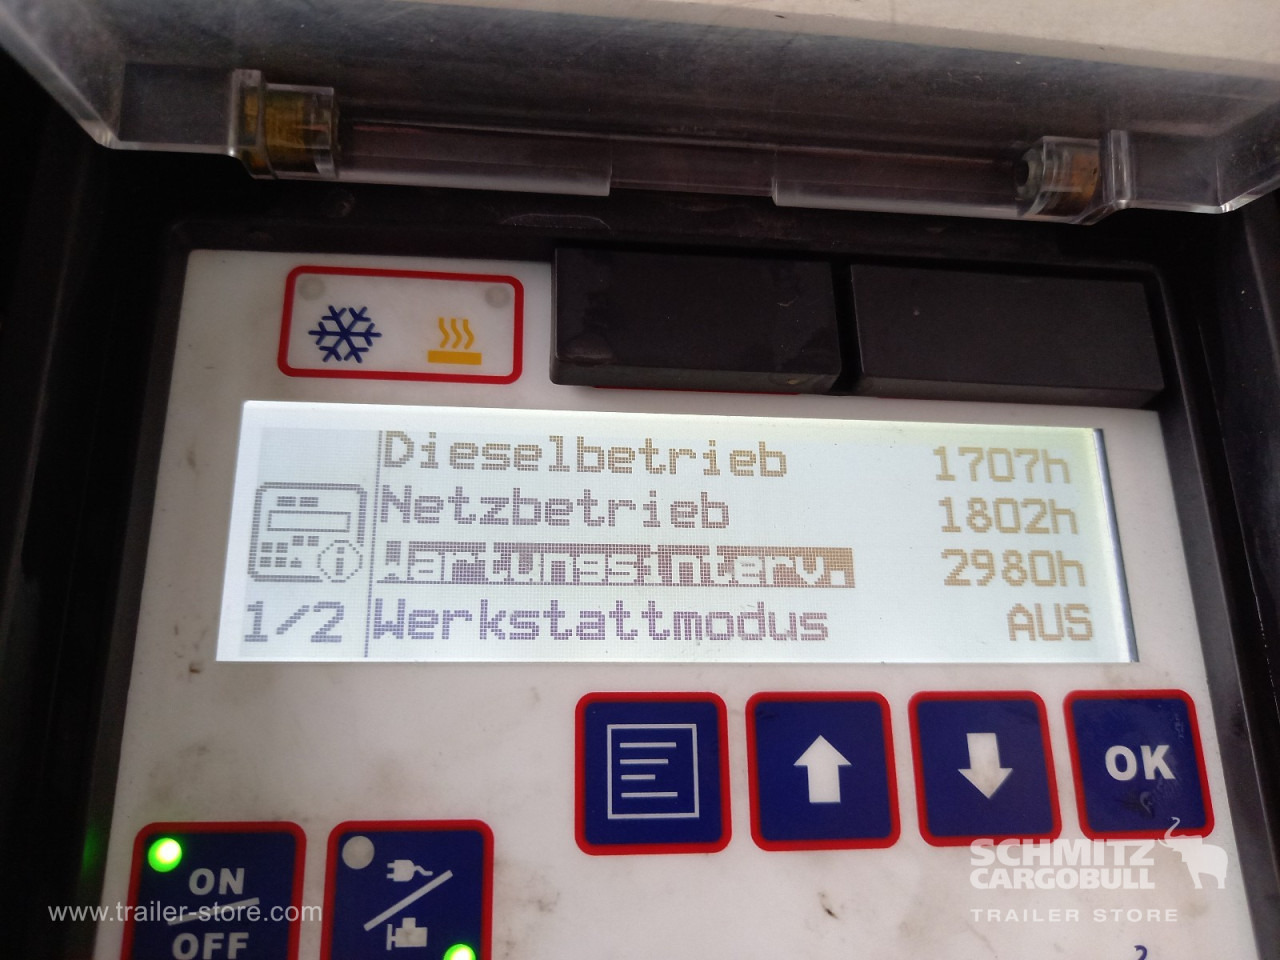 Dieselbetrieb 1707h
Netzbetrieb 1802h
Wartungsinterv. 2980h
1/2 Werkstattmodus AUS
OK
ON
OFF
SCHMITZ
CARGOBULL
TRAILER STORE
www.trailer-store.com